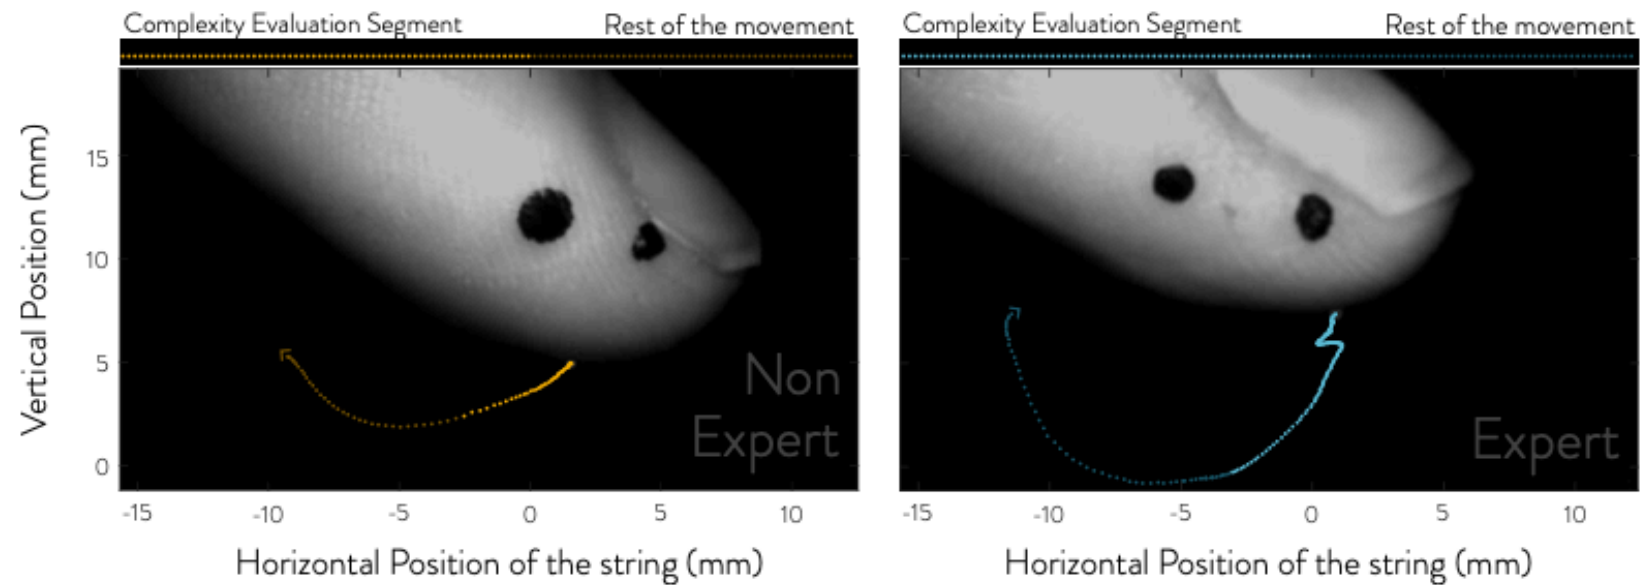 Complexity Evaluation Segment Rest of the movement
Complexity Evaluation Segment Rest of the movement
Vertical Position (mm)
15
10
5
0
Non
Expert
Expert
-15 -10 -5 0 5 10
-15 -10 -5 0 5 10
Horizontal Position of the string (mm)
Horizontal Position of the string (mm)